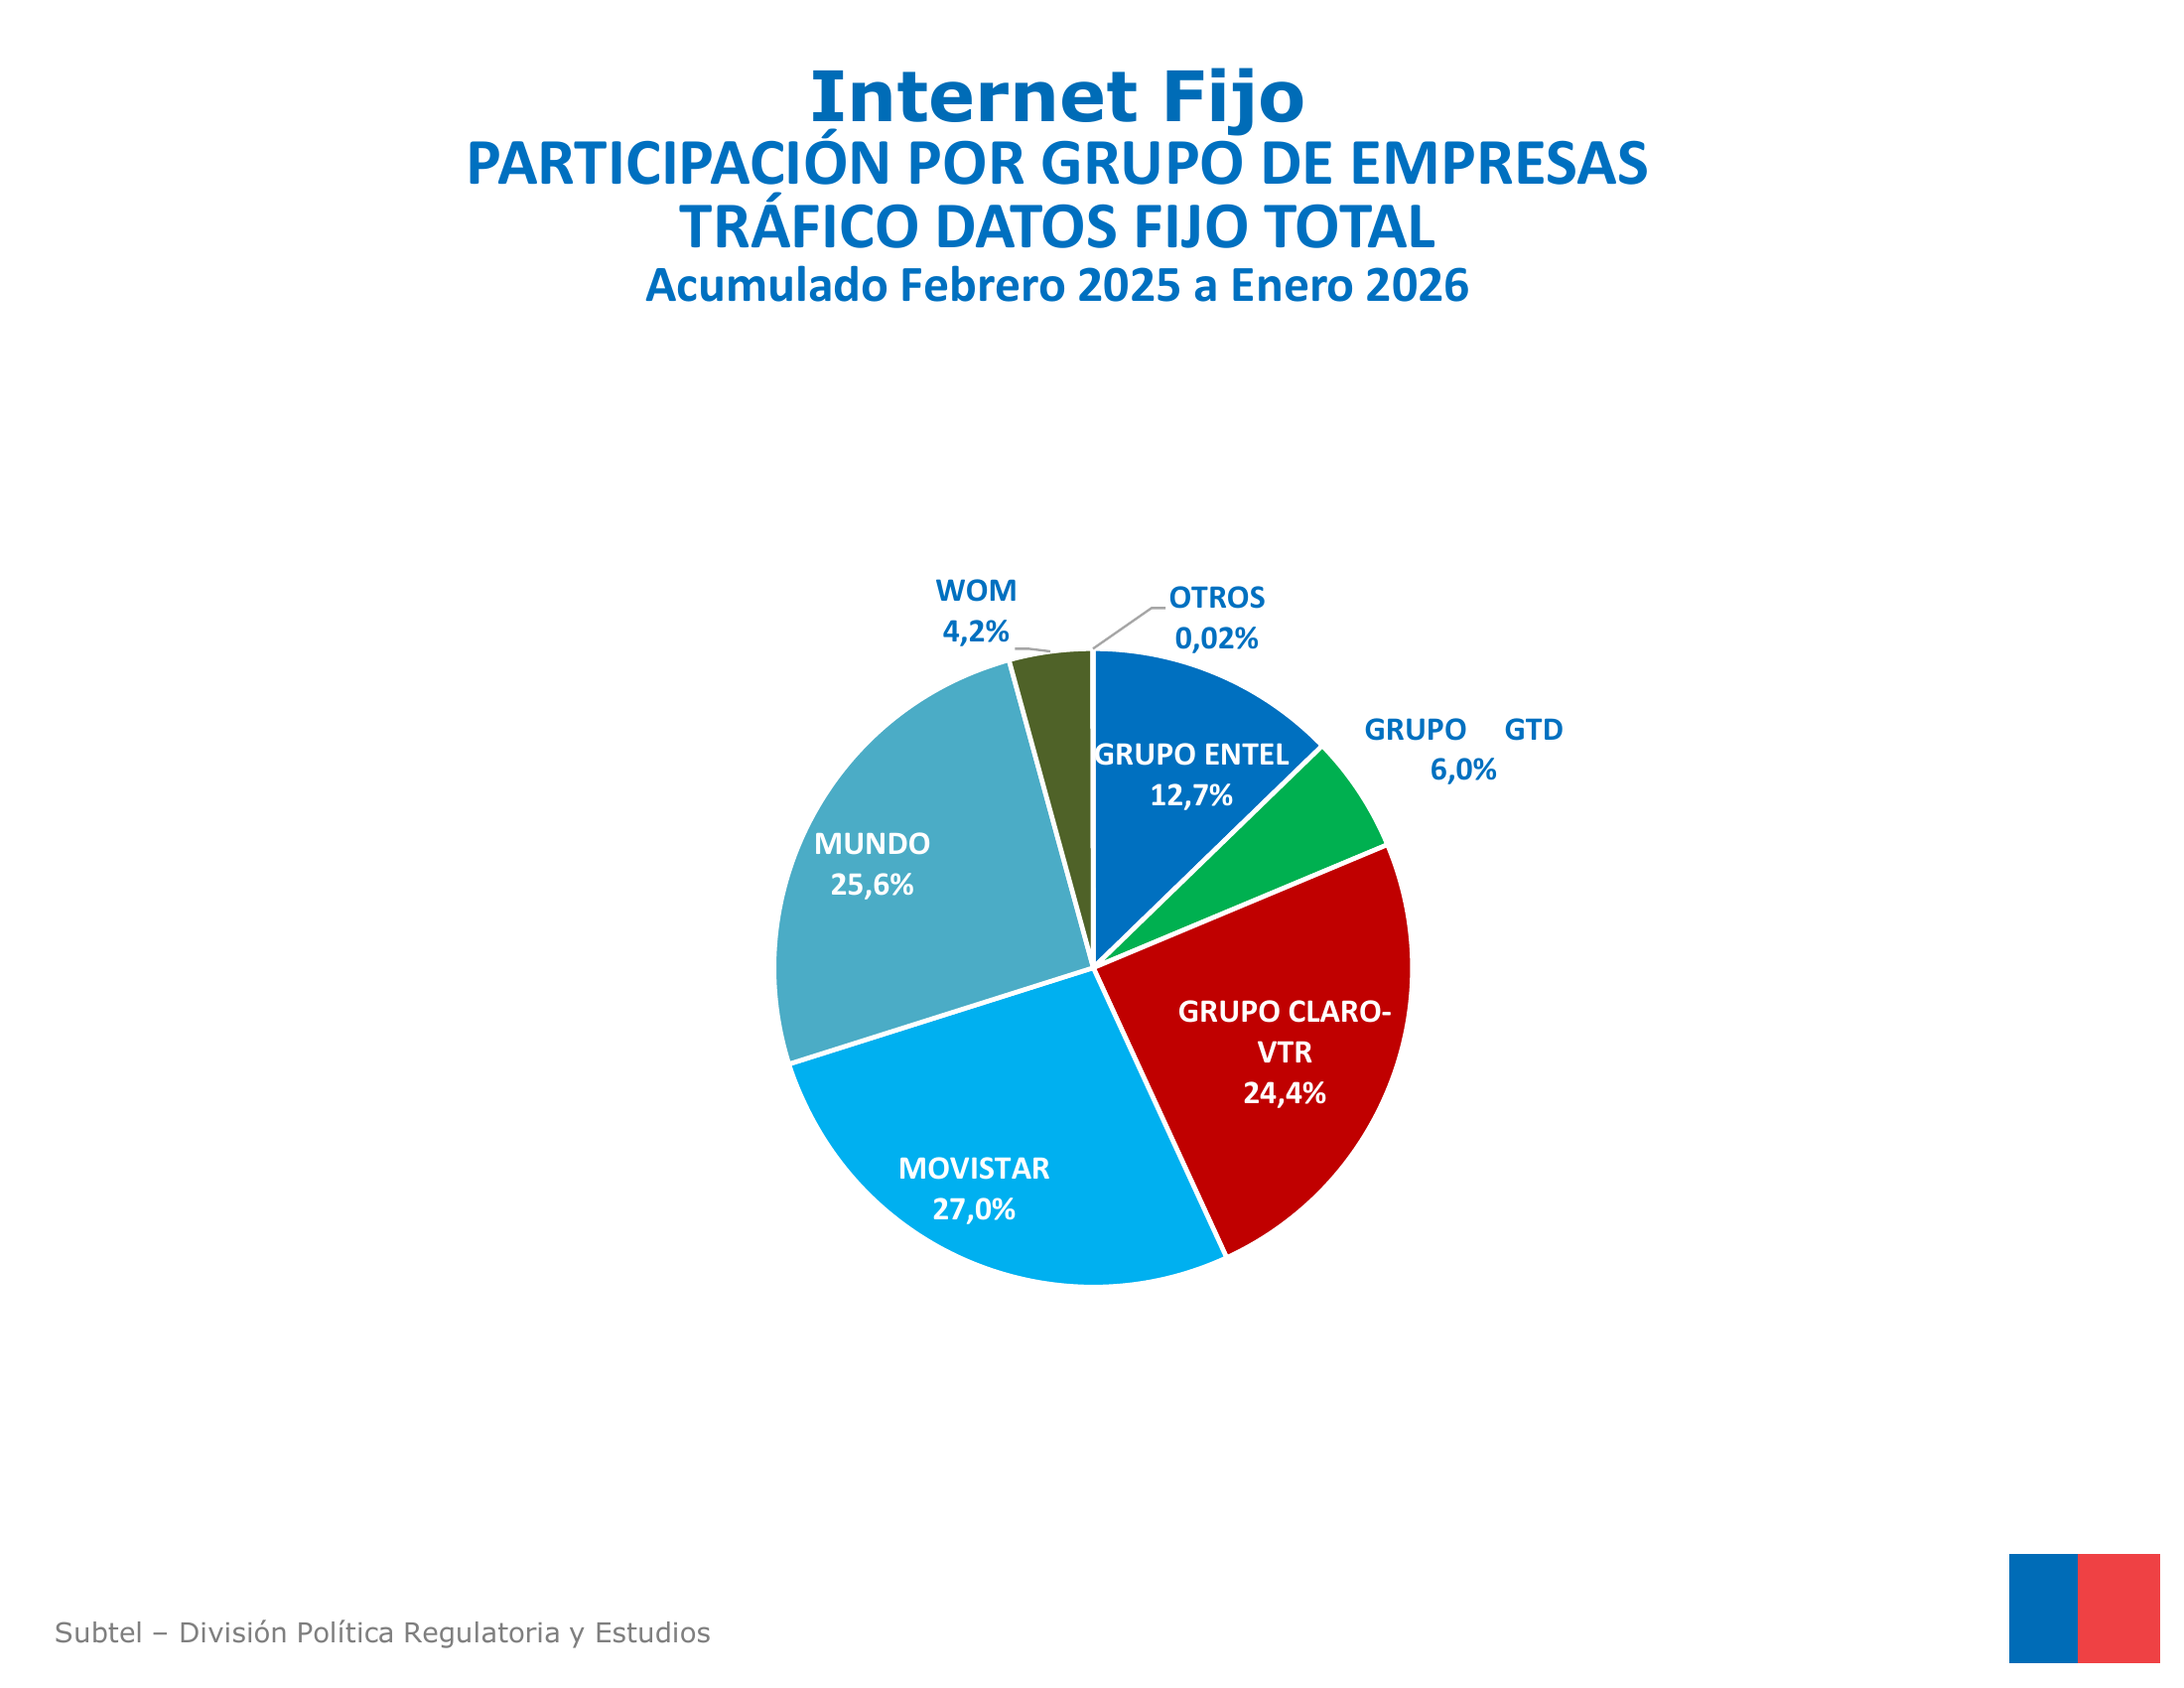 Internet Fijo
PARTICIPACIÓN POR GRUPO DE EMPRESAS
TRÁFICO DATOS FIJO TOTAL
Acumulado Febrero 2025 a Enero 2026
WOM
4,2%
OTROS
0,02%
GRUPO GTD
6,0%
GRUPO ENTEL
12,7%
MUNDO
25,6%
GRUPO CLARO-
VTR
24,4%
MOVISTAR
27,0%
Subtel – División Política Regulatoria y Estudios